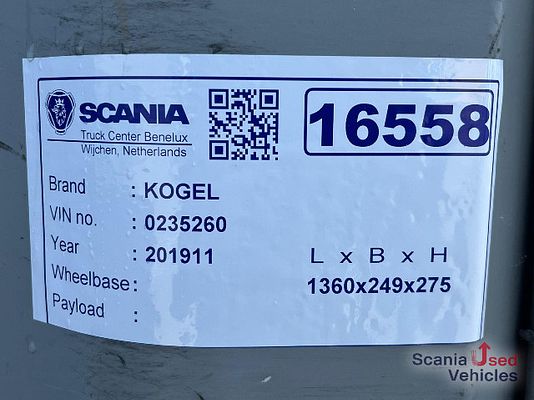 SCANIA
Truck Center Benelux
Wijchen, Netherlands
16558
Brand : KOGEL
VIN no. : 0235260
Year : 201911
L x B x H
Wheelbase :
1360x249x275
Payload :
Scania Used
Vehicles